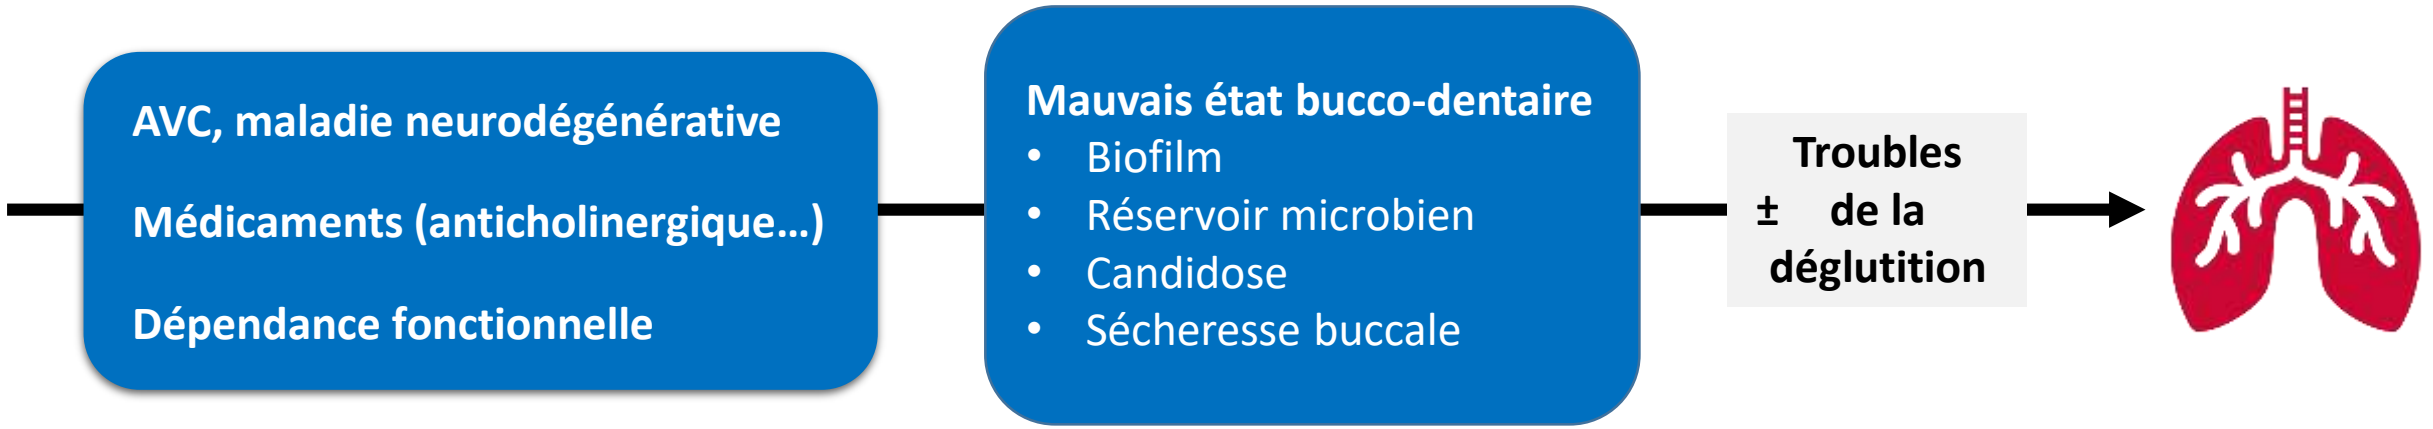 AVC, maladie neurodégénérative
Médicaments (anticholinergique...)
Dépendance fonctionnelle
Mauvais état bucco-dentaire
• Biofilm
• Réservoir microbien
• Candidose
• Sécheresse buccale
Troubles
± de la
déglutition